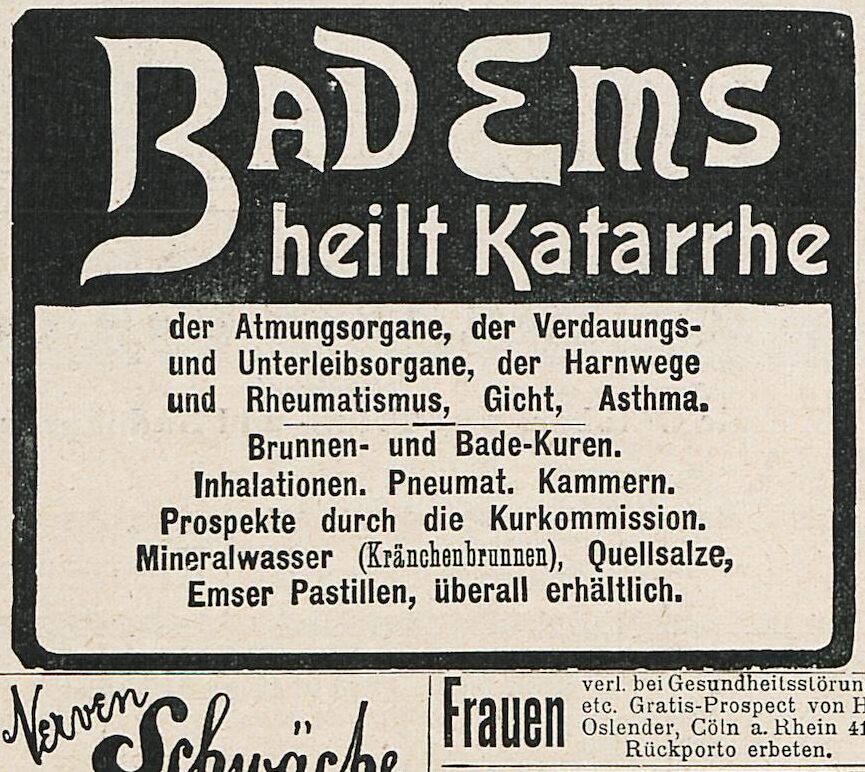 BAD EMS
heilt Katarrhe
der Atmungsorgane, der Verdauungs-
und Unterleibsorgane, der Harnwege
und Rheumatismus, Gicht, Asthma.
Brunnen- und Bade-Kuren.
Inhalationen. Pneumat. Kammern.
Prospekte durch die Kurkommission.
Mineralwasser (Kränchenbrunnen), Quellsalze,
Emser Pastillen, überall erhältlich.
Nerven
Schwäche
Frauen
verl. bei Gesundheitsstörun
etc. Gratis-Prospect von H
Oslender, Cöln a. Rhein 41
Rückporto erbeten.